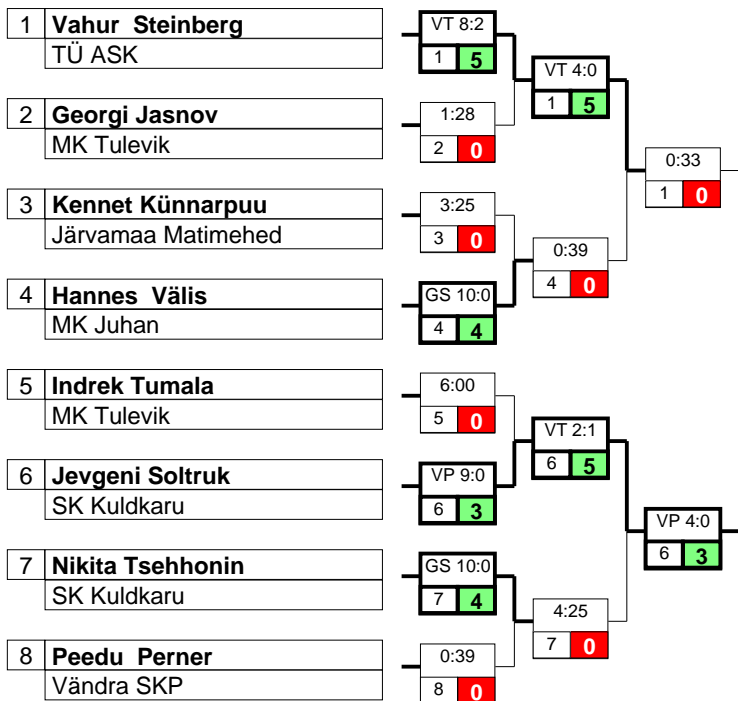 1 Vahur Steinberg
TÜ ASK
VT 8:2
1 5
VT 4:0
1 5
2 Georgi Jasnov
MK Tulevik
1:28
2 0
0:33
1 0
3 Kennet Künnarpuu
Järvamaa Matimehed
3:25
3 0
0:39
4 0
4 Hannes Välis
MK Juhan
GS 10:0
4 4
5 Indrek Tumala
MK Tulevik
6:00
5 0
VT 2:1
6 5
6 Jevgeni Soltruk
SK Kuldkaru
VP 9:0
6 3
VP 4:0
6 3
7 Nikita Tsehhonin
SK Kuldkaru
GS 10:0
7 4
4:25
7 0
8 Peedu Perner
Vändra SKP
0:39
8 0